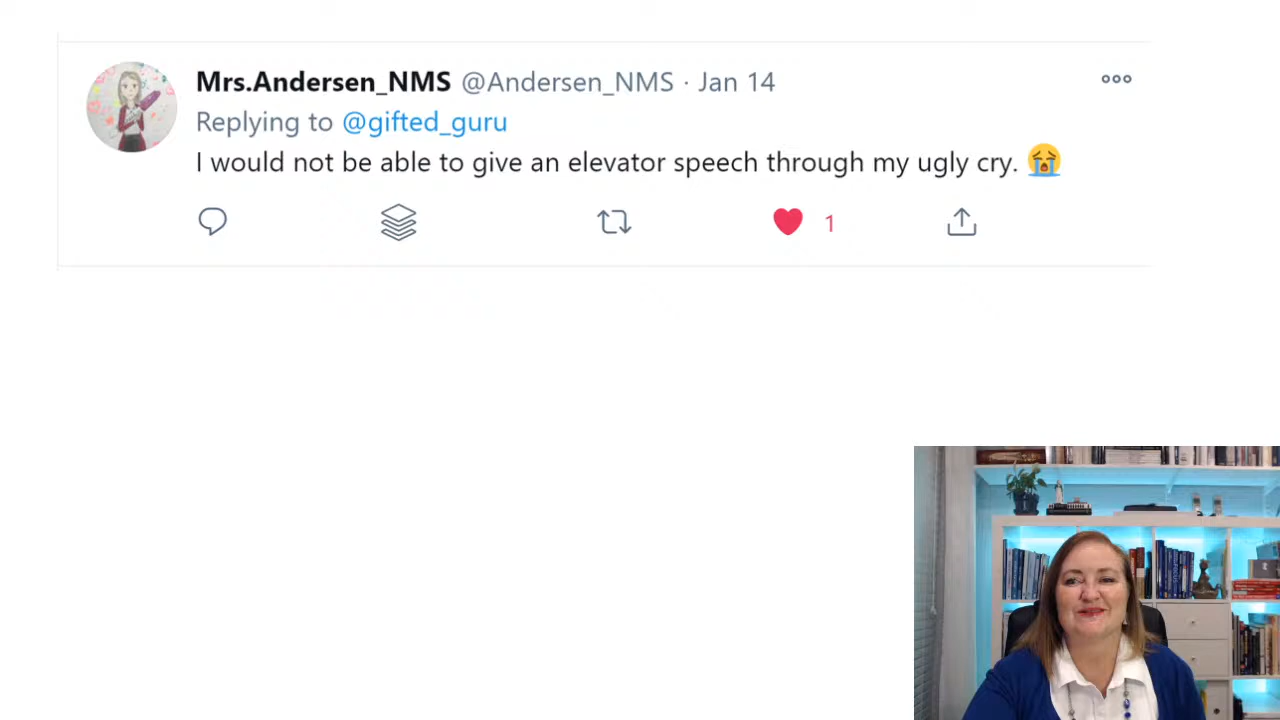 Mrs.Andersen_NMS @Andersen_NMS · Jan 14
Replying to @gifted_guru
I would not be able to give an elevator speech through my ugly cry. 😭
1